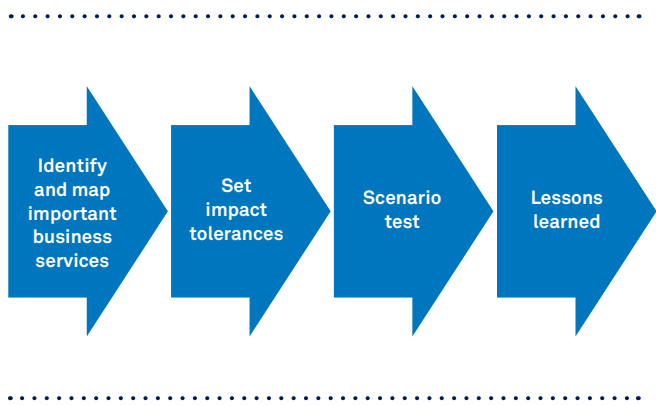 Identify
and map
important
business
services
Set
impact
tolerances
Scenario
test
Lessons
learned